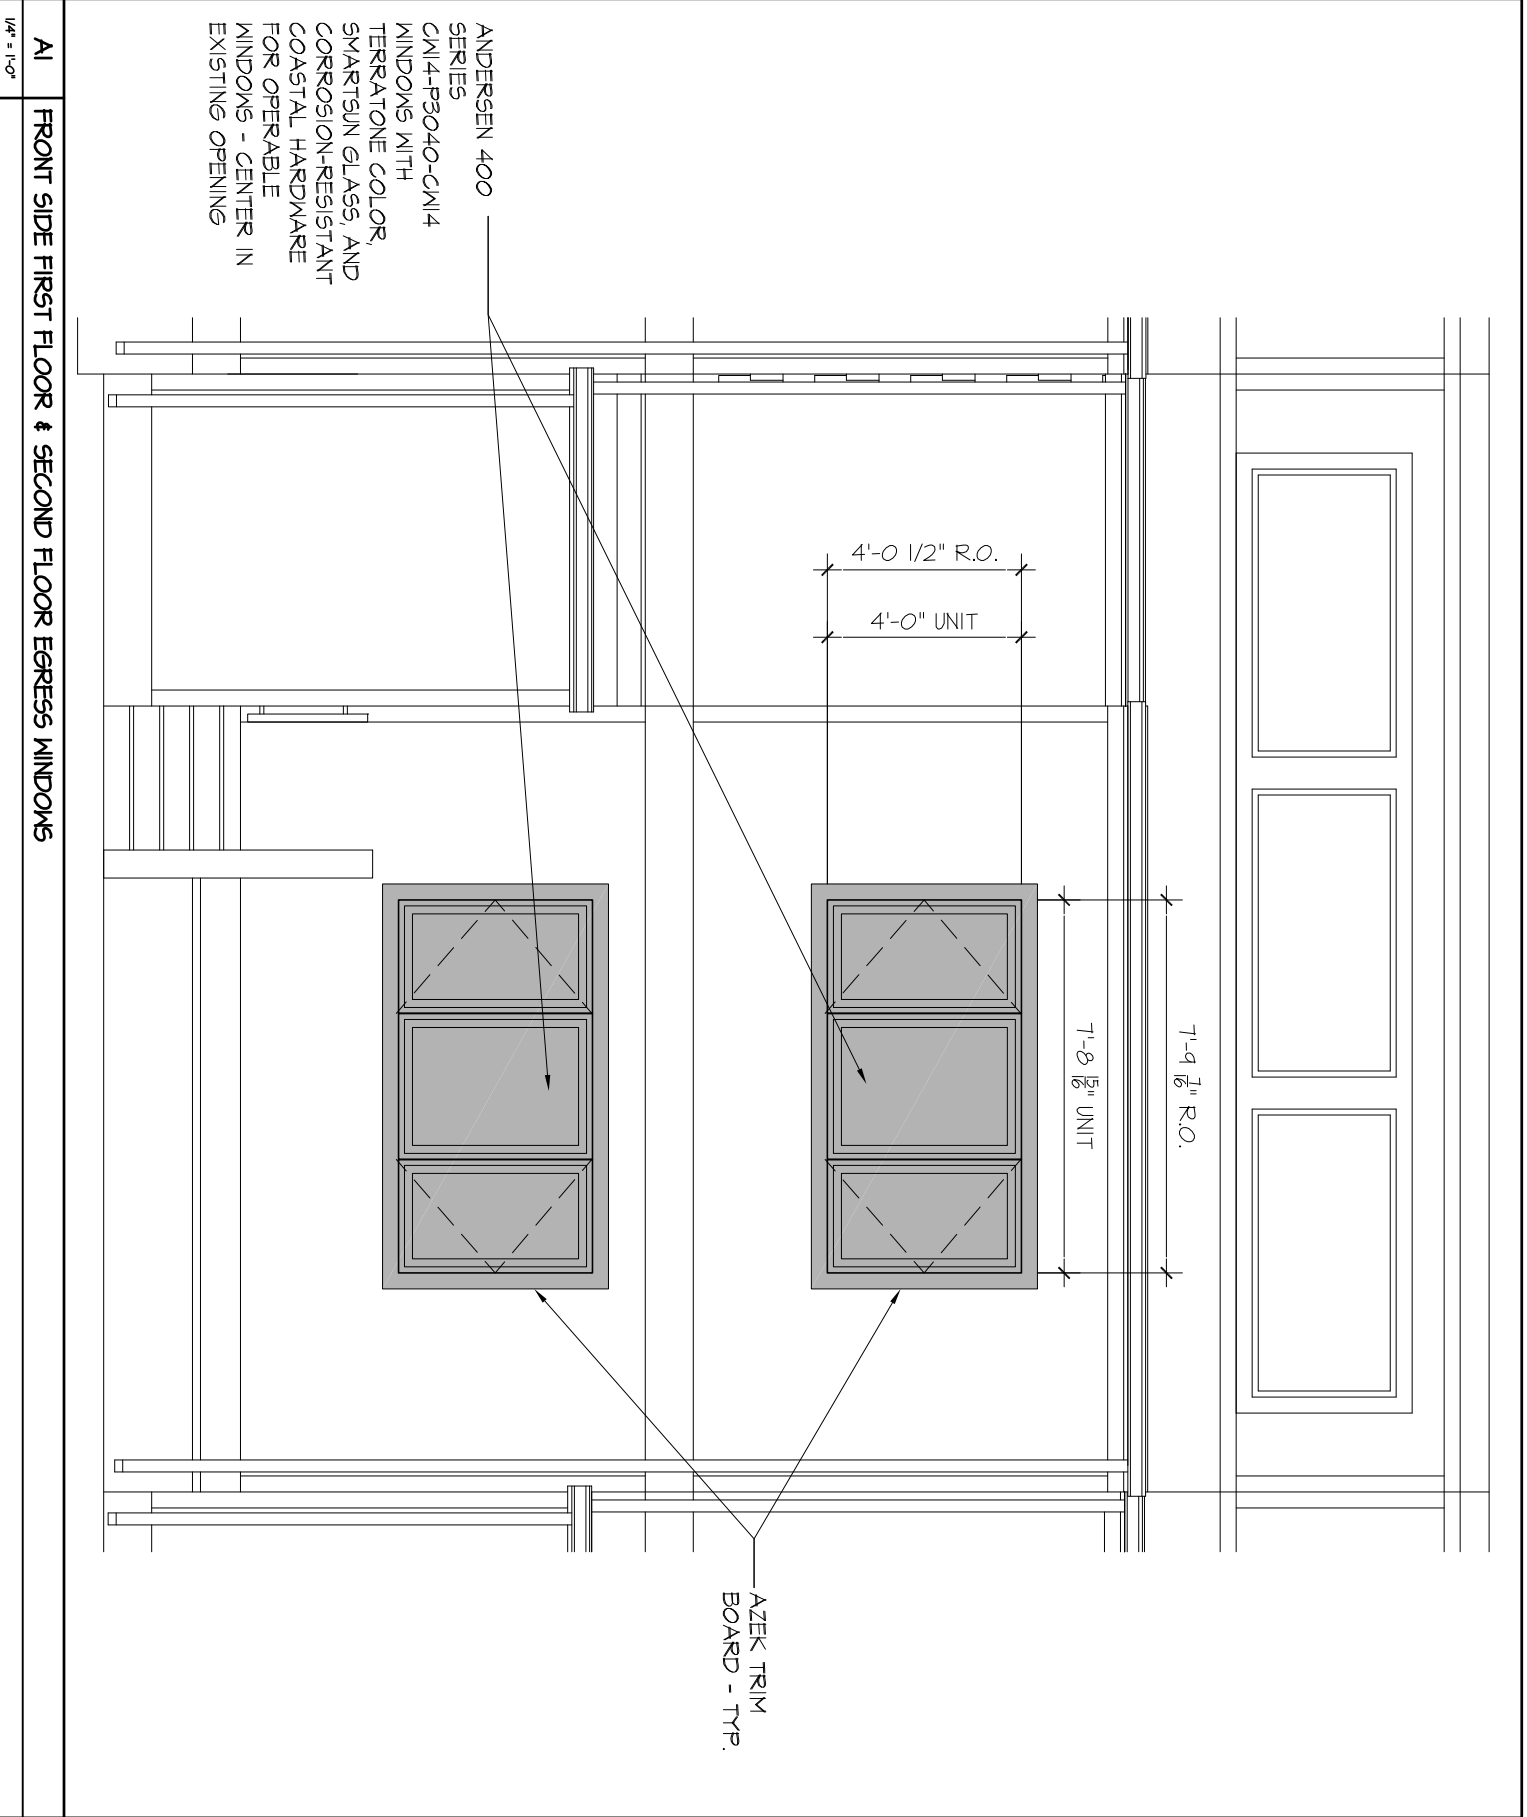 7'-9 7/16" R.O.
7'-8 15/16" UNIT
4'-0 1/2" R.O.
4'-0" UNIT
ANDERSEN 400
SERIES
CW14-P3040-CW14
WINDOWS WITH
TERRATONE COLOR,
SMARTSUN GLASS, AND
CORROSION-RESISTANT
COASTAL HARDWARE
FOR OPERABLE
WINDOWS - CENTER IN
EXISTING OPENING
AZEK TRIM
BOARD - TYP.
A1 FRONT SIDE FIRST FLOOR & SECOND FLOOR EGRESS WINDOWS
1/4" = 1'-0"